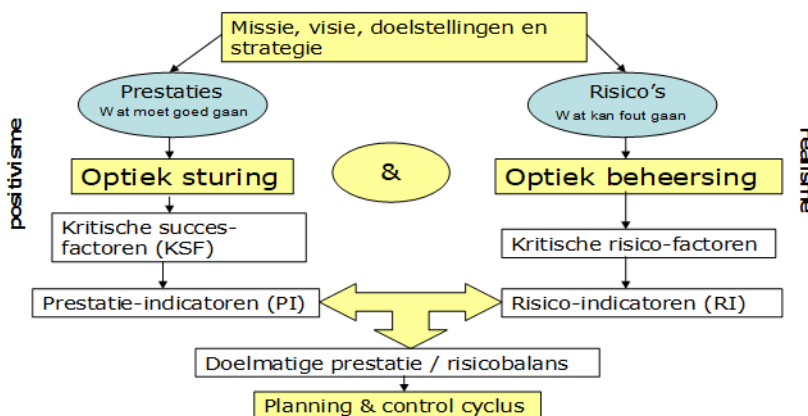 Missie, visie, doelstellingen en
strategie
Prestaties
Wat moet goed gaan
Risico's
Wat kan fout gaan
positivisme
realisme
Optiek sturing
&
Optiek beheersing
Kritische succes-
factoren (KSF)
Kritische risico-factoren
Prestatie-indicatoren (PI)
Risico-indicatoren (RI)
Doelmatige prestatie / risicobalans
Planning & control cyclus